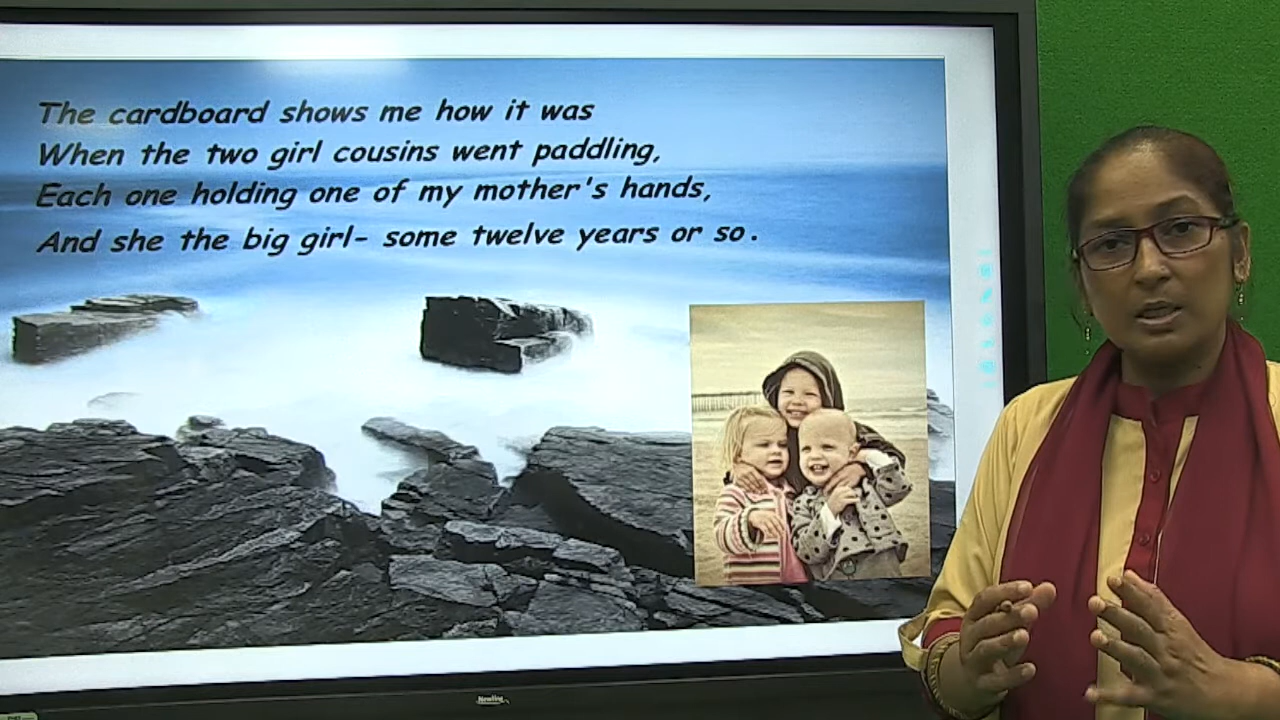 The cardboard shows me how it was
When the two girl cousins went paddling,
Each one holding one of my mother's hands,
And she the big girl- some twelve years or so.
Newline